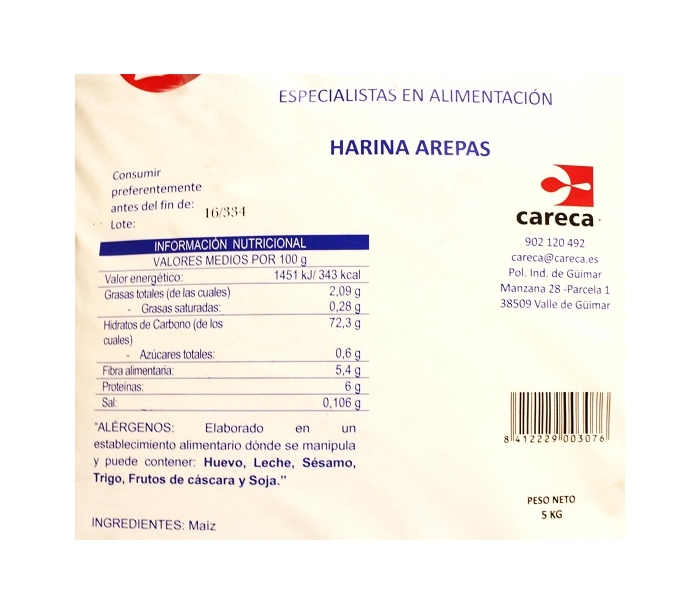 ESPECIALISTAS EN ALIMENTACIÓN
HARINA AREPAS
Consumir
preferentemente
antes del fin de: 16/334
Lote:
careca
902 120 492
careca@careca.es
Pol. Ind. de Güimar
Manzana 28 -Parcela 1
38509 Valle de Güimar
INFORMACIÓN NUTRICIONAL
VALORES MEDIOS POR 100 g
Valor energético: 1451 kJ/ 343 kcal
Grasas totales (de las cuales) 2,09 g
- Grasas saturadas: 0,28 g
Hidratos de Carbono (de los 72,3 g
cuales)
- Azúcares totales: 0,6 g
Fibra alimentaria: 5,4 g
Proteínas: 6 g
Sal: 0,106 g
"ALÉRGENOS: Elaborado en un
establecimiento alimentario dónde se manipula
y puede contener: Huevo, Leche, Sésamo,
Trigo, Frutos de cáscara y Soja."
INGREDIENTES: Maiz
8 412229 003076
PESO NETO
5 KG